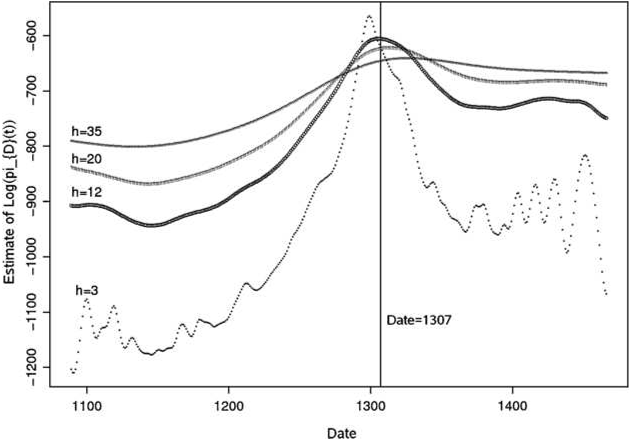 Estimate of Log((pi_{D}(t))
-600
-700
-800
-900
-1000
-1100
-1200
h=35
h=20
h=12
h=3
Date=1307
1100 1200 1300 1400
Date